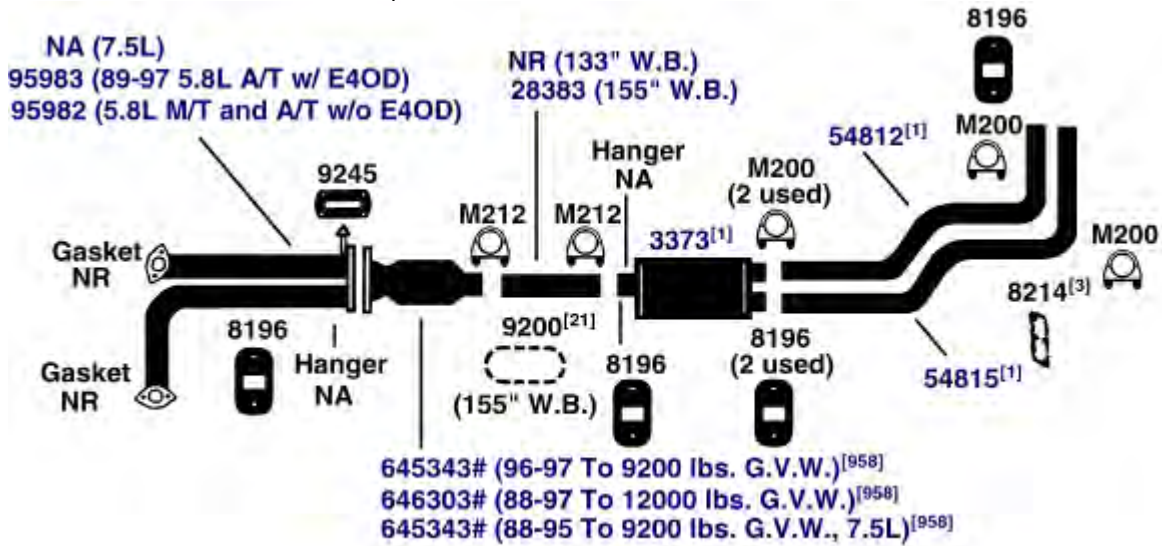 NA (7.5L)
95983 (89-97 5.8L A/T w/ E4OD)
95982 (5.8L M/T and A/T w/o E4OD)
NR (133" W.B.)
28383 (155" W.B.)
8196
54812[1]
M200
Hanger
NA
M200
(2 used)
9245
M212
M212
3373[1]
M200
Gasket
NR
8214[3]
9200[21]
8196
8196
8196
(2 used)
54815[1]
Gasket
NR
Hanger
NA
(155" W.B.)
645343# (96-97 To 9200 lbs. G.V.W.)[958]
646303# (88-97 To 12000 lbs. G.V.W.)[958]
645343# (88-95 To 9200 lbs. G.V.W., 7.5L)[958]